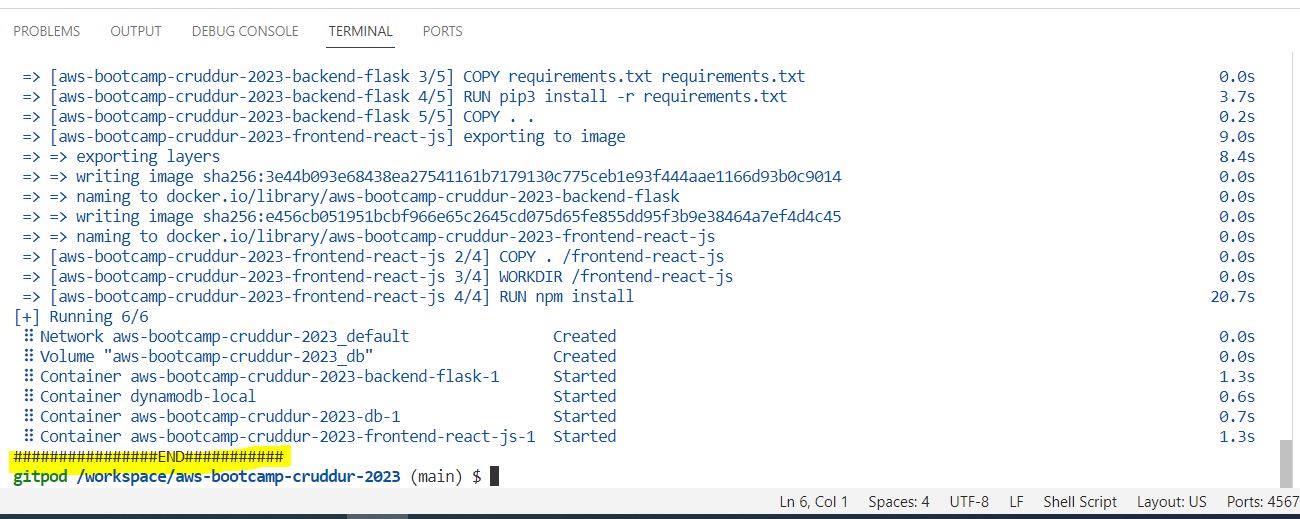 PROBLEMS OUTPUT DEBUG CONSOLE TERMINAL PORTS
=> [aws-bootcamp-cruddur-2023-backend-flask 3/5] COPY requirements.txt requirements.txt 0.0s
=> [aws-bootcamp-cruddur-2023-backend-flask 4/5] RUN pip3 install -r requirements.txt 3.7s
=> [aws-bootcamp-cruddur-2023-backend-flask 5/5] COPY . . 0.2s
=> [aws-bootcamp-cruddur-2023-frontend-react-js] exporting to image 9.0s
=> => exporting layers 8.4s
=> => writing image sha256:3e44b093e68438ea27541161b7179130c775ceb1e93f444aae1166d93b0c9014 0.0s
=> => naming to docker.io/library/aws-bootcamp-cruddur-2023-backend-flask 0.0s
=> => writing image sha256:e456cb051951bcbf966e65c2645cd075d65fe855dd95f3b9e38464a7ef4d4c45 0.0s
=> => naming to docker.io/library/aws-bootcamp-cruddur-2023-frontend-react-js 0.0s
=> [aws-bootcamp-cruddur-2023-frontend-react-js 2/4] COPY . /frontend-react-js 0.0s
=> [aws-bootcamp-cruddur-2023-frontend-react-js 3/4] WORKDIR /frontend-react-js 0.0s
=> [aws-bootcamp-cruddur-2023-frontend-react-js 4/4] RUN npm install 20.7s
[+] Running 6/6
⠿ Network aws-bootcamp-cruddur-2023_default Created 0.0s
⠿ Volume "aws-bootcamp-cruddur-2023_db" Created 0.0s
⠿ Container aws-bootcamp-cruddur-2023-backend-flask-1 Started 1.3s
⠿ Container dynamodb-local Started 0.6s
⠿ Container aws-bootcamp-cruddur-2023-db-1 Started 0.7s
⠿ Container aws-bootcamp-cruddur-2023-frontend-react-js-1 Started 1.3s
################END###########
gitpod /workspace/aws-bootcamp-cruddur-2023 (main) $
Ln 6, Col 1 Spaces: 4 UTF-8 LF Shell Script Layout: US Ports: 4567